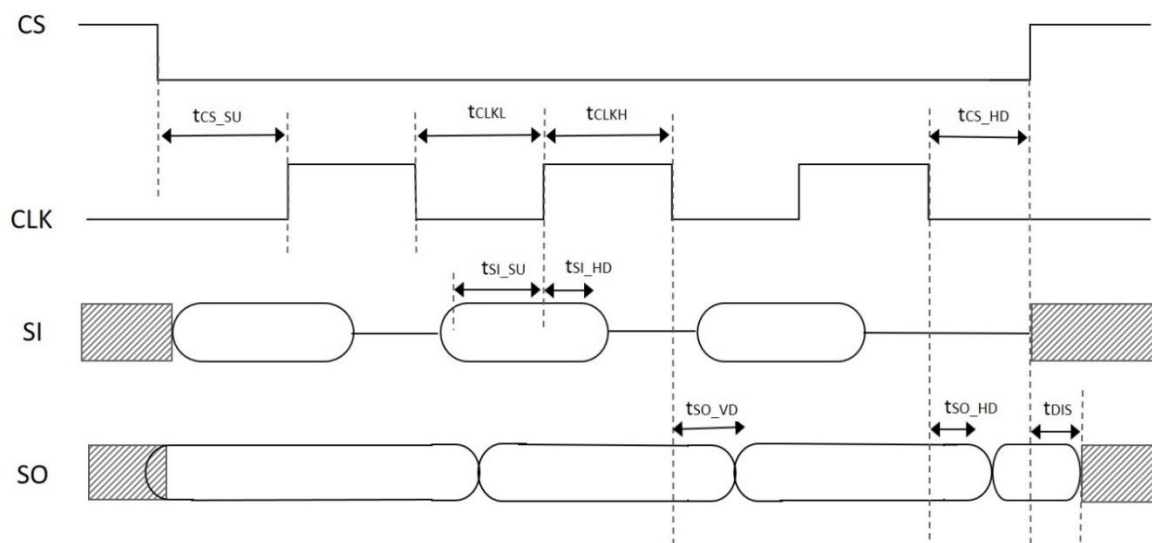 CS
tCS_SU
tCLKL
tCLKH
tCS_HD
CLK
tSI_SU
tSI_HD
SI
tSO_VD
tSO_HD
tDIS
SO